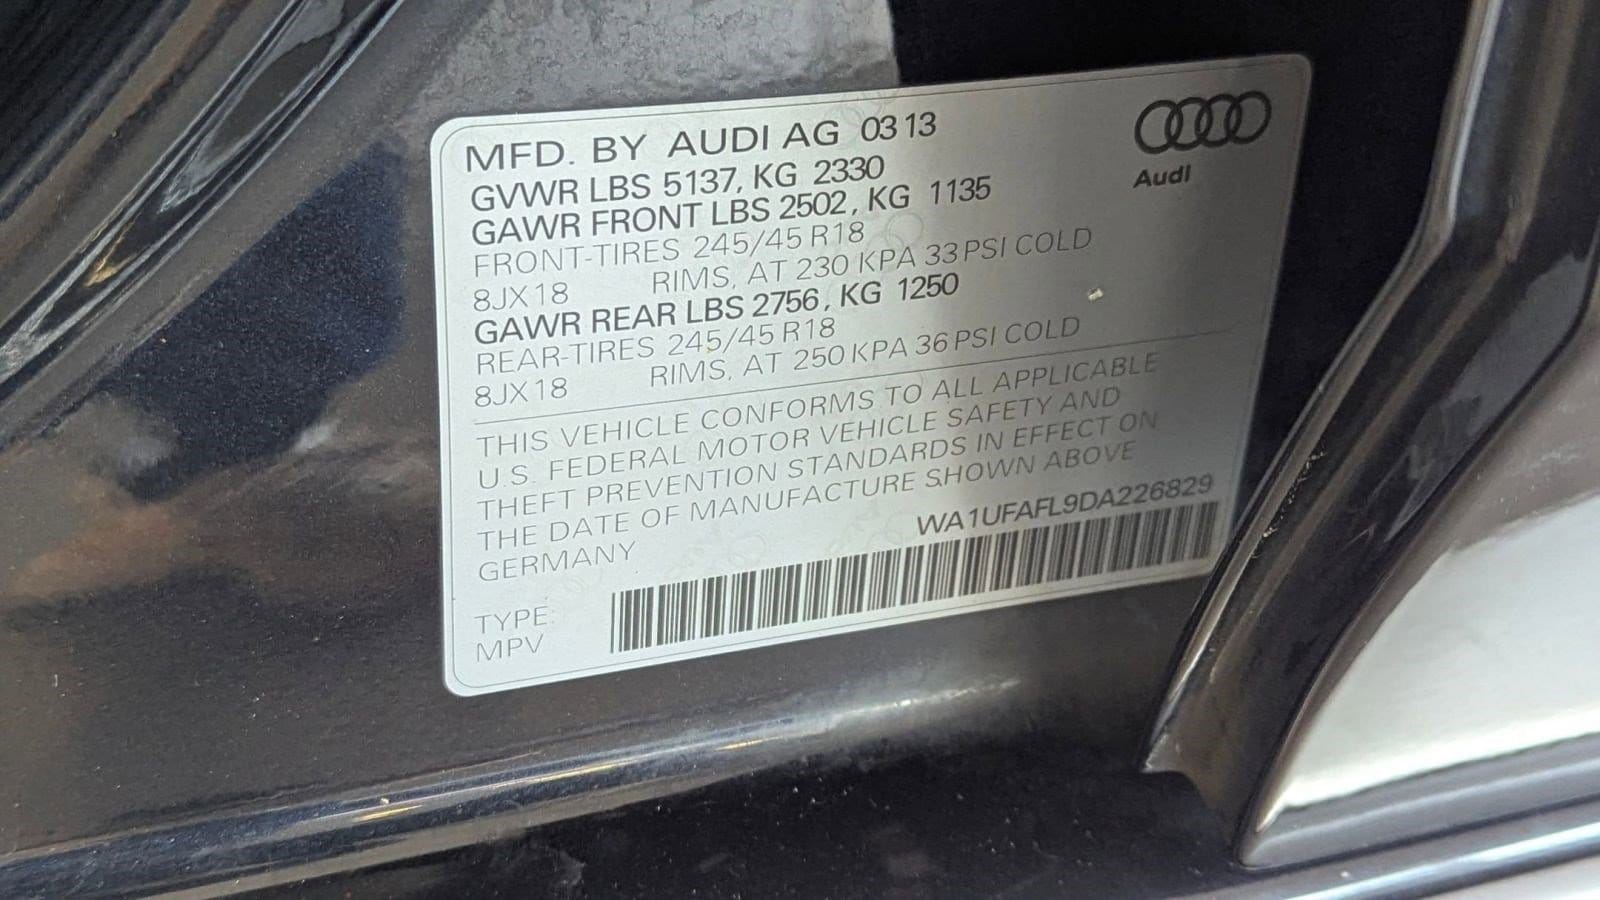 MFD. BY AUDI AG 03 13
Audi
GVWR LBS 5137, KG 2330
GAWR FRONT LBS 2502, KG 1135
FRONT-TIRES 245/45 R18
8JX18 RIMS, AT 230 KPA 33 PSI COLD
GAWR REAR LBS 2756, KG 1250
REAR-TIRES 245/45 R18
8JX18 RIMS, AT 250 KPA 36 PSI COLD
THIS VEHICLE CONFORMS TO ALL APPLICABLE
U.S. FEDERAL MOTOR VEHICLE SAFETY AND
THEFT PREVENTION STANDARDS IN EFFECT ON
THE DATE OF MANUFACTURE SHOWN ABOVE
GERMANY
WA1UFAFL9DA226829
TYPE:
MPV